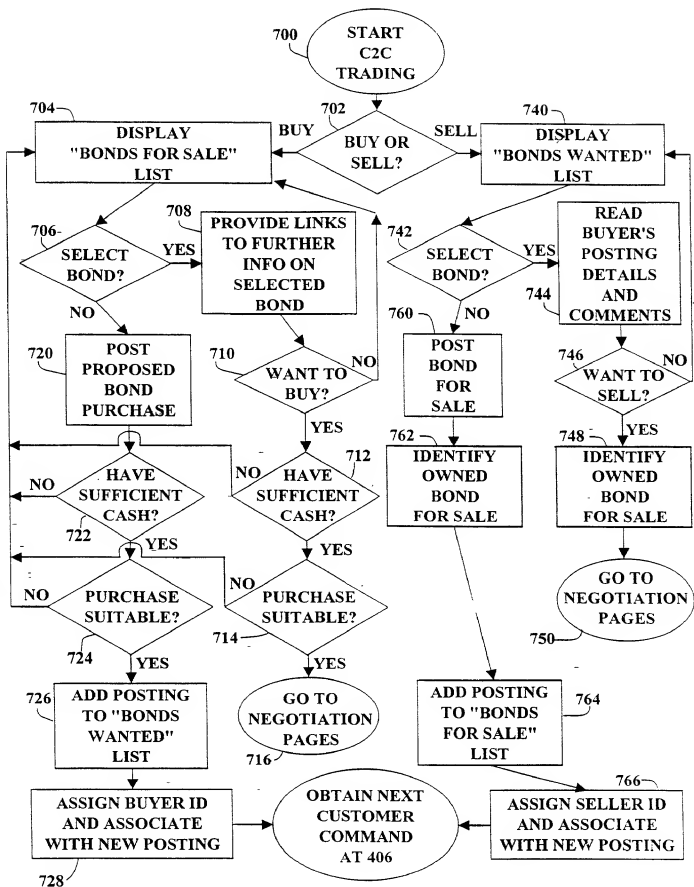 700
START
C2C
TRADING
704
702
740
BUY
SELL
DISPLAY
"BONDS FOR SALE"
LIST
BUY OR
SELL?
DISPLAY
"BONDS WANTED"
LIST
706
SELECT
BOND?
YES
NO
708
PROVIDE LINKS
TO FURTHER
INFO ON
SELECTED
BOND
742
SELECT
BOND?
YES
NO
READ
BUYER'S
POSTING
DETAILS
AND
COMMENTS
744
720
POST
PROPOSED
BOND
PURCHASE
710
WANT TO
BUY?
NO
YES
760
POST
BOND
FOR
SALE
746
WANT TO
SELL?
NO
YES
NO
HAVE
SUFFICIENT
CASH?
722
YES
NO
712
HAVE
SUFFICIENT
CASH?
YES
762
IDENTIFY
OWNED
BOND
FOR SALE
748
IDENTIFY
OWNED
BOND
FOR SALE
NO
PURCHASE
SUITABLE?
724
YES
NO
PURCHASE
SUITABLE?
714
YES
GO TO
NEGOTIATION
PAGES
750
726
ADD POSTING
TO "BONDS
WANTED"
LIST
GO TO
NEGOTIATION
PAGES
716
ADD POSTING
TO "BONDS
FOR SALE"
LIST
764
ASSIGN BUYER ID
AND ASSOCIATE
WITH NEW POSTING
728
OBTAIN NEXT
CUSTOMER
COMMAND
AT 406
766
ASSIGN SELLER ID
AND ASSOCIATE
WITH NEW POSTING